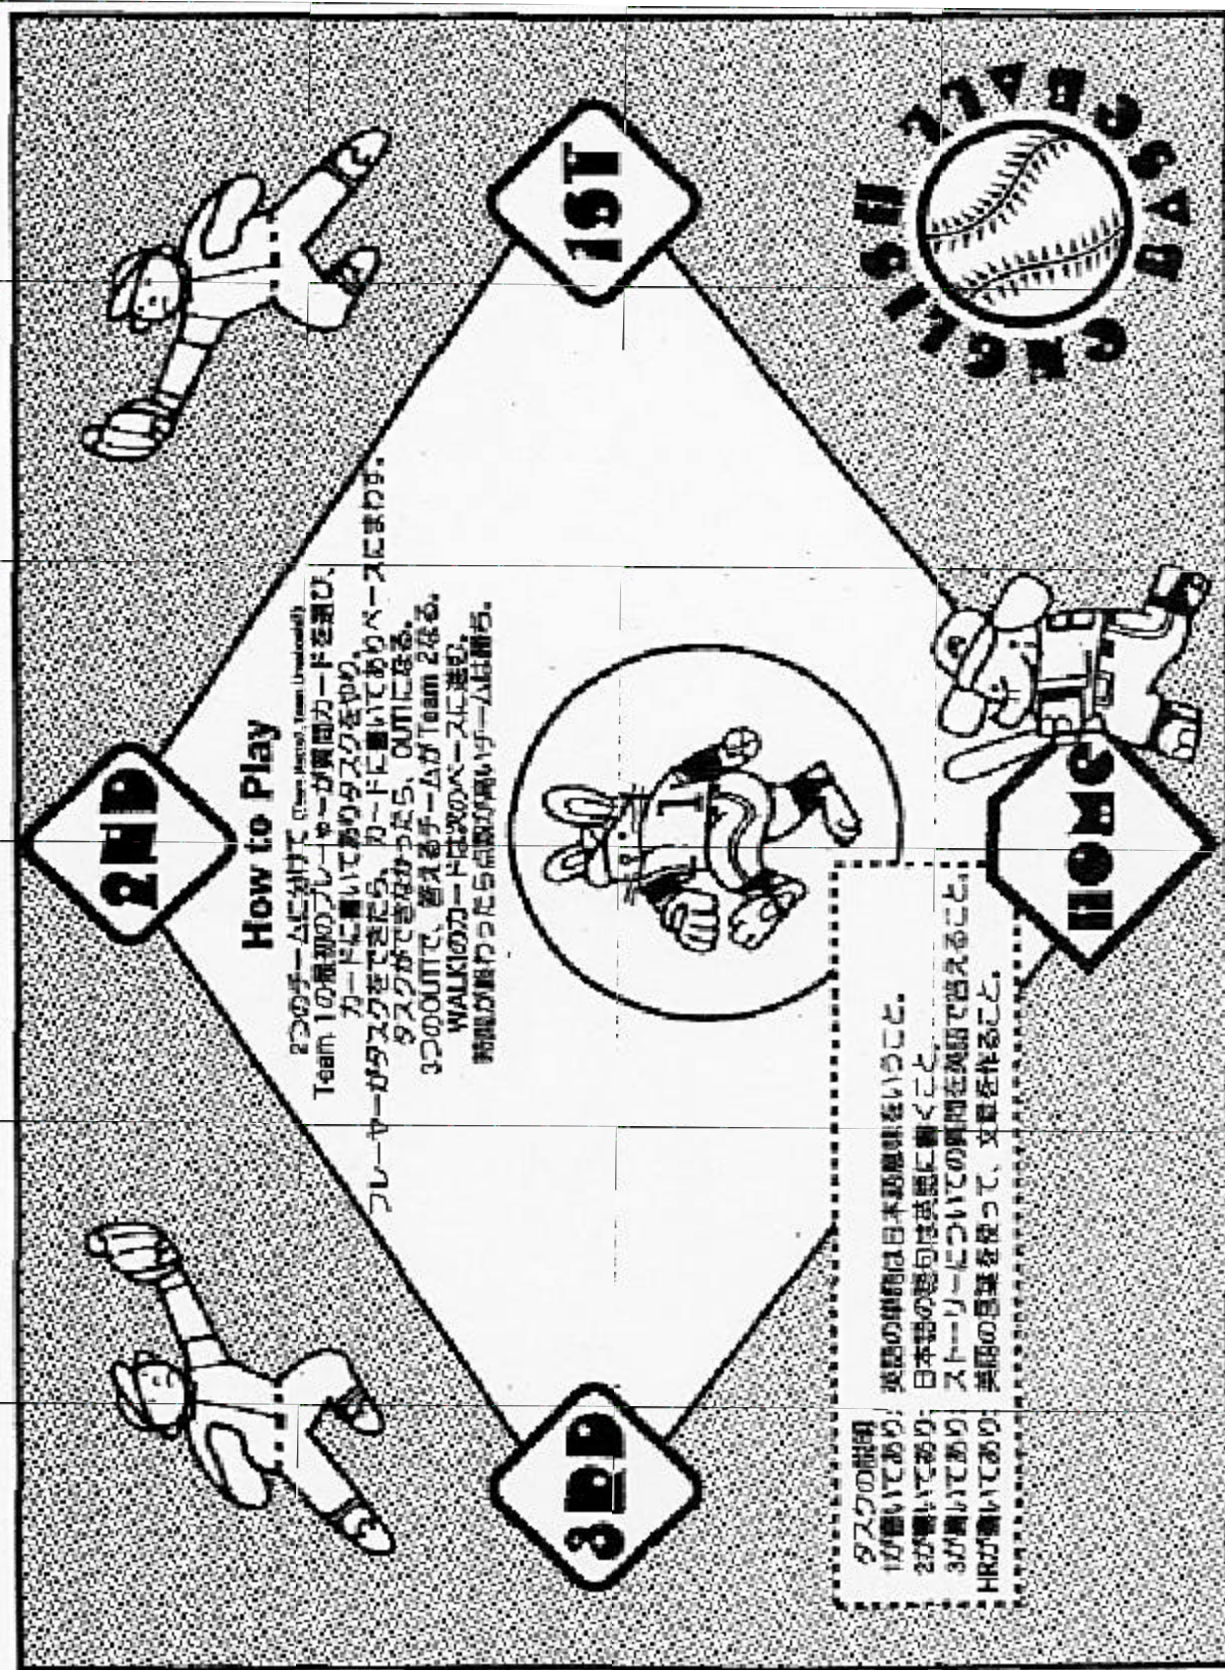 ENGLISH BASEBALL
2ND
How to Play
2つのチームに分けて
Team 1の最初のプレーヤーが質問カードを選び、
カードに書いてありタスクをやり、
プレーヤーがタスクをできたら、カードに書いてありベースにまわす。
タスクができなかったら、OUT!になる。
3つのOUT!で、答えるチームがTeam 2なる。
WALK!のカードは次のベースに進む。
時間が終わったら点数が高いチームは勝ち。
3RD
1ST
1
タスクの説明
1が書いてあり: 英語の単語は日本語意味をいうこと。
2が書いてあり: 日本語の語句は英語に書くこと。
3が書いてあり: ストーリーについての質問を英語で答えること。
HRが書いてあり: 英語の言葉を使って、文章を作ること。
HOME